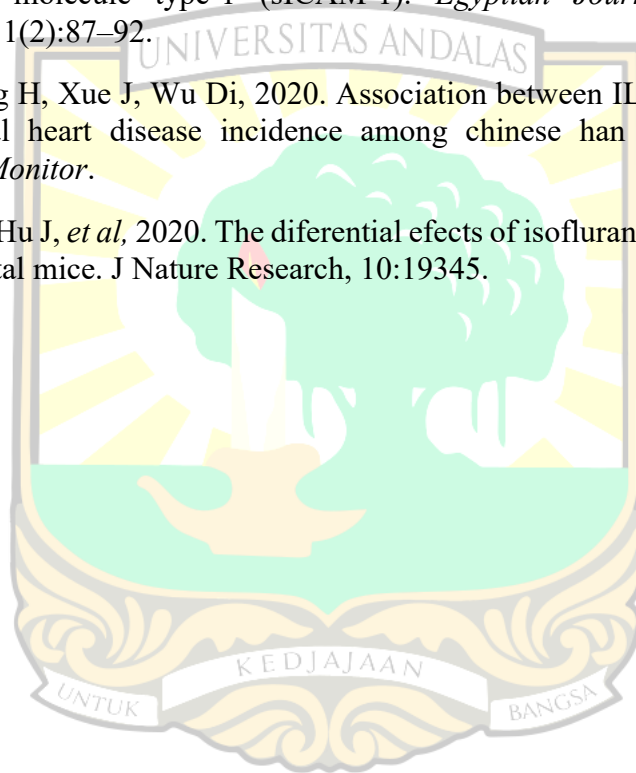 molecule type-1 (sICAM-1). Egyptian Jour
1(2):87–92.
UNIVERSITAS ANDALAS
g H, Xue J, Wu Di, 2020. Association between IL
al heart disease incidence among chinese han
Monitor.
Hu J, et al, 2020. The diferential efects of isofluran
tal mice. J Nature Research, 10:19345.
KEDJAJAAN
UNTUK
BANGSA